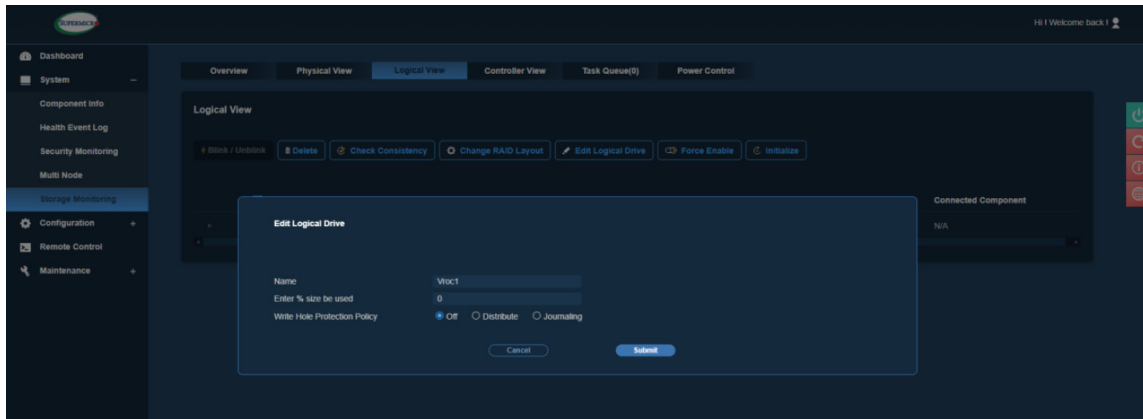 SUPERMICR
Hi ! Welcome back !
Dashboard
System
Component Info
Health Event Log
Security Monitoring
Multi Node
Storage Monitoring
Configuration
Remote Control
Maintenance
Overview Physical View Logical View Controller View Task Queue(0) Power Control
Logical View
Blink / Unblink Delete Check Consistency Change RAID Layout Edit Logical Drive Force Enable Initialize
Connected Component
N/A
Edit Logical Drive
Name Vroc1
Enter % size be used 0
Write Hole Protection Policy Off Distribute Journaling
Cancel Submit